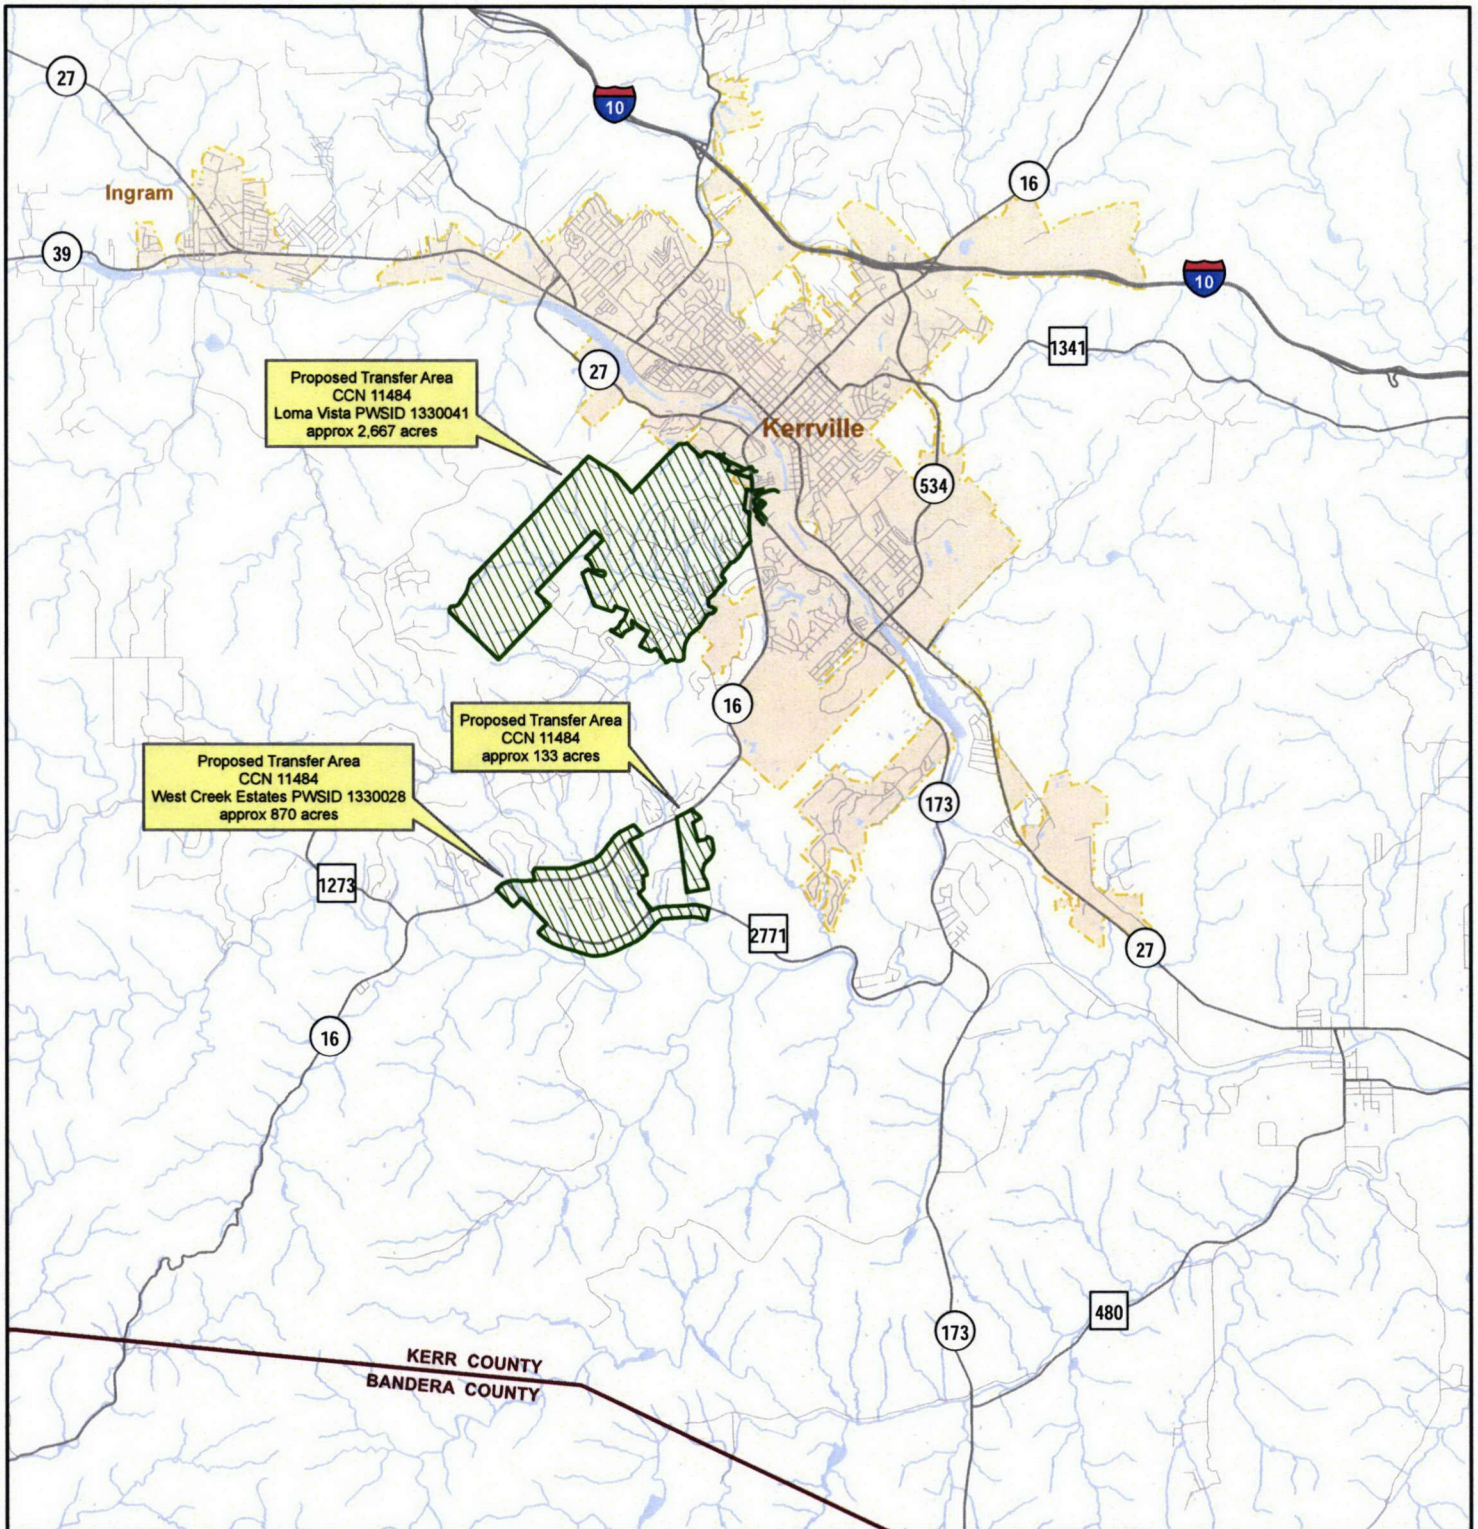 27
10
16
Ingram
39
10
1341
Proposed Transfer Area
CCN 11484
Loma Vista PWSID 1330041
approx 2,667 acres
27
Kerrville
534
Proposed Transfer Area
CCN 11484
approx 133 acres
16
Proposed Transfer Area
CCN 11484
West Creek Estates PWSID 1330028
approx 870 acres
173
1273
2771
27
16
480
173
KERR COUNTY
BANDERA COUNTY